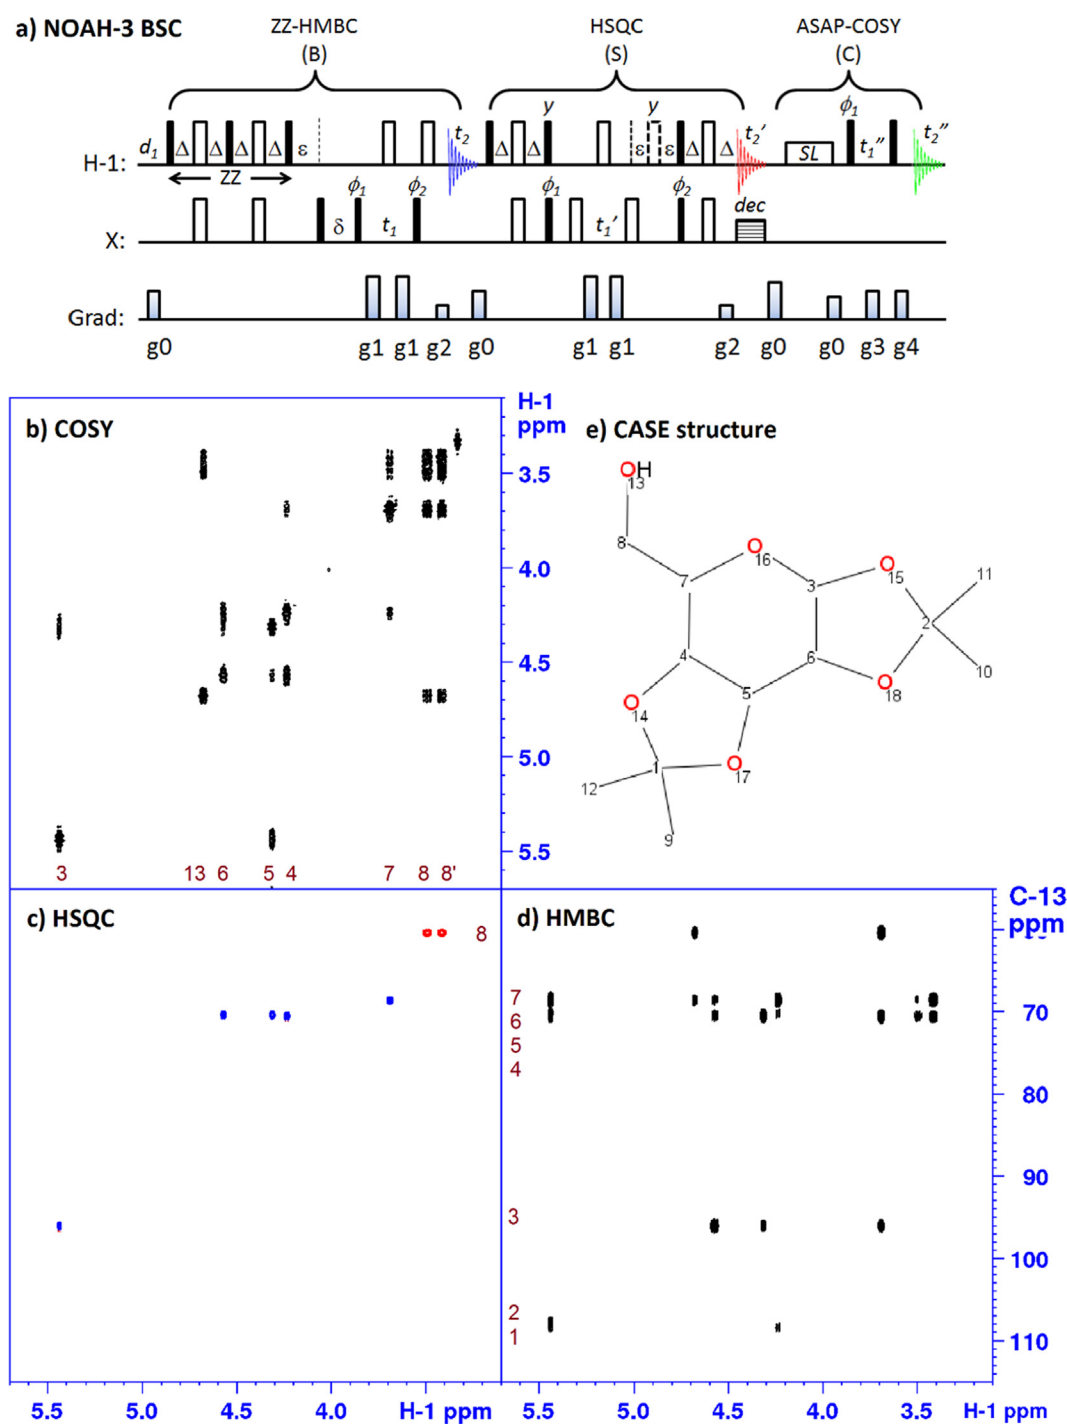 a) NOAH-3 BSC
ZZ-HMBC HSQC ASAP-COSY
(B) (S) (C)
y y ϕ1
H-1: d1 Δ Δ Δ Δ ε t2 Δ Δ ε ε Δ Δ t2' SL t1" t2"
ZZ
ϕ1 ϕ2 ϕ1 ϕ2 dec
X: δ t1 t1'
Grad:
g0 g1 g1 g2 g0 g1 g1 g2 g0 g0 g3 g4
b) COSY
H-1
ppm
3.5
4.0
4.5
5.0
5.5
3 13 6 5 4 7 8 8'
e) CASE structure
OH
13
8
O
16
7
3
O
15
11
2
4
6
10
5
O
18
O
14
1
O
17
12
9
c) HSQC
8
d) HMBC
C-13
ppm
7
6
5
4
3
2
1
70
80
90
100
110
5.5 5.0 4.5 4.0 H-1 ppm
5.5 5.0 4.5 4.0 3.5 H-1 ppm